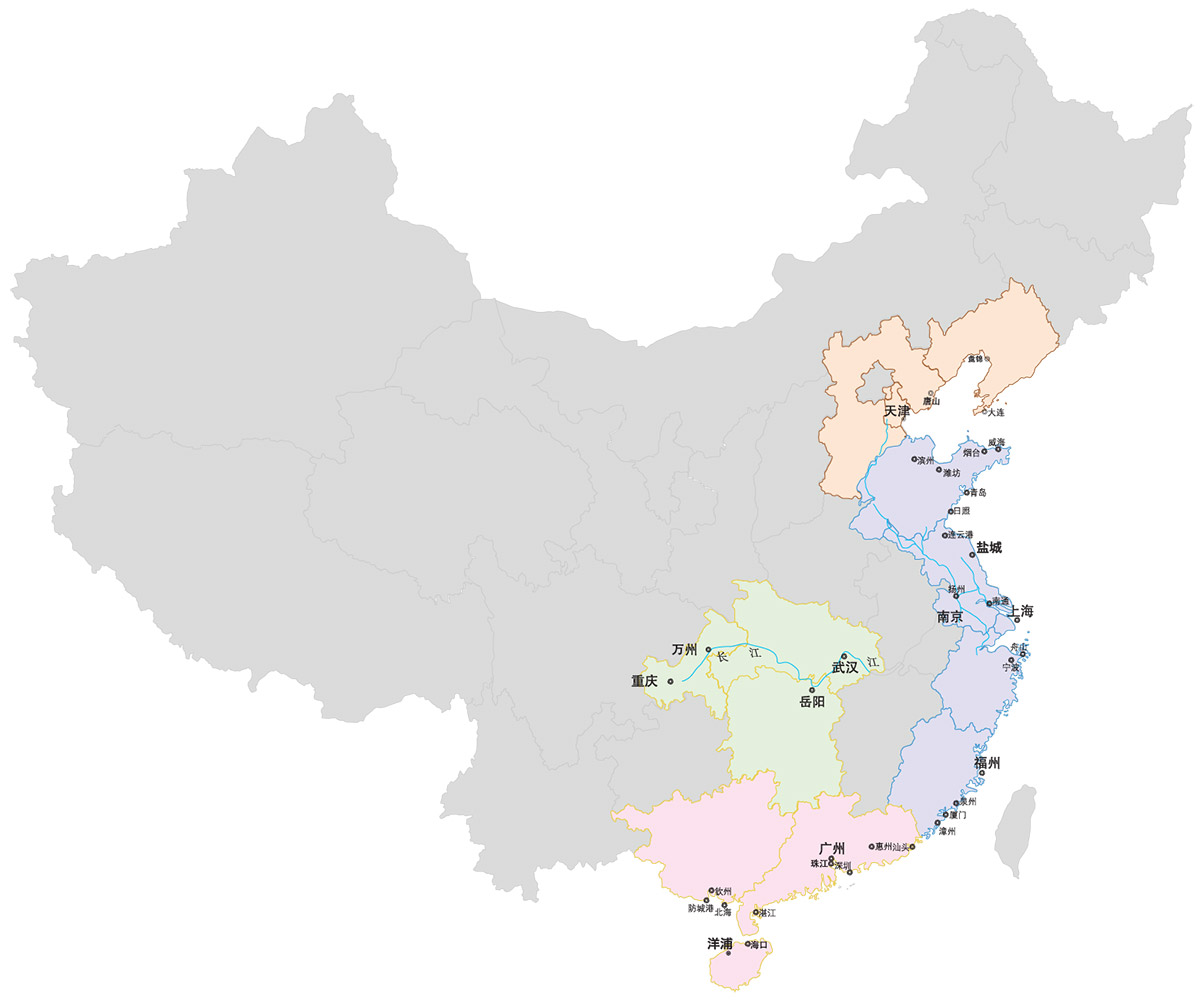 盘锦
唐山
天津
大连
威海
烟台
滨州
潍坊
青岛
日照
连云港
盐城
扬州
南通
南京
上海
舟山
宁波
万州
长
江
武汉
江
重庆
岳阳
福州
泉州
厦门
漳州
广州
惠州
汕头
珠江
深圳
钦州
防城港
北海
湛江
洋浦
海口